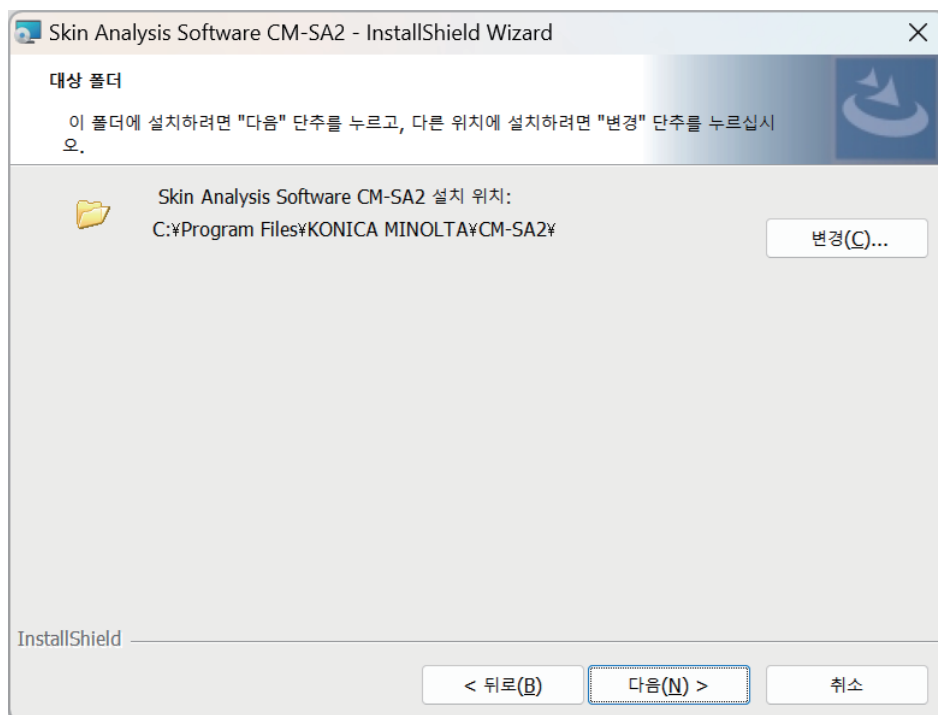 Skin Analysis Software CM-SA2 - InstallShield Wizard
대상 폴더
이 폴더에 설치하려면 "다음" 단추를 누르고, 다른 위치에 설치하려면 "변경" 단추를 누르십시
오.
Skin Analysis Software CM-SA2 설치 위치:
C:¥Program Files¥KONICA MINOLTA¥CM-SA2¥
변경(C)...
InstallShield
< 뒤로(B)
다음(N) >
취소